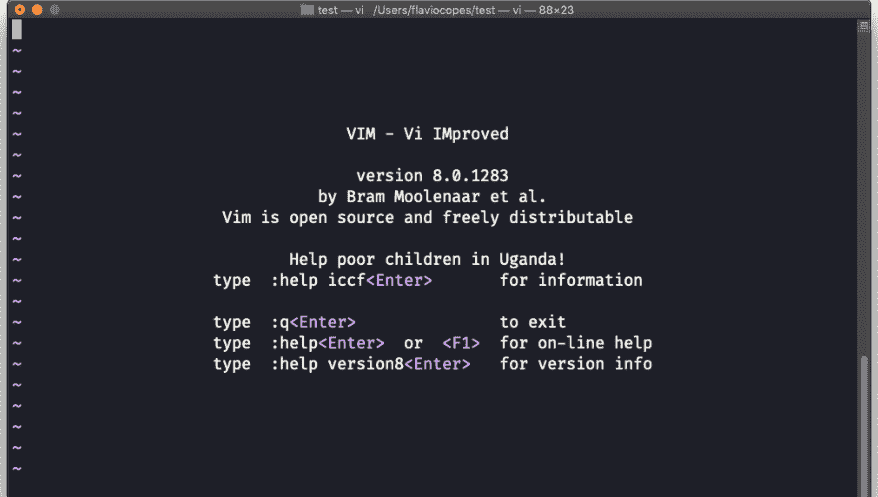 test — vi  /Users/flaviocopes/test — vi — 88×23
~
~
~
~
~
VIM - Vi IMproved
~
~ version 8.0.1283
~ by Bram Moolenaar et al.
~ Vim is open source and freely distributable
~
~ Help poor children in Uganda!
~ type  :help iccf<Enter>       for information
~
~ type  :q<Enter>               to exit
~ type  :help<Enter>  or  <F1>  for on-line help
~ type  :help version8<Enter>   for version info
~
~
~
~
~